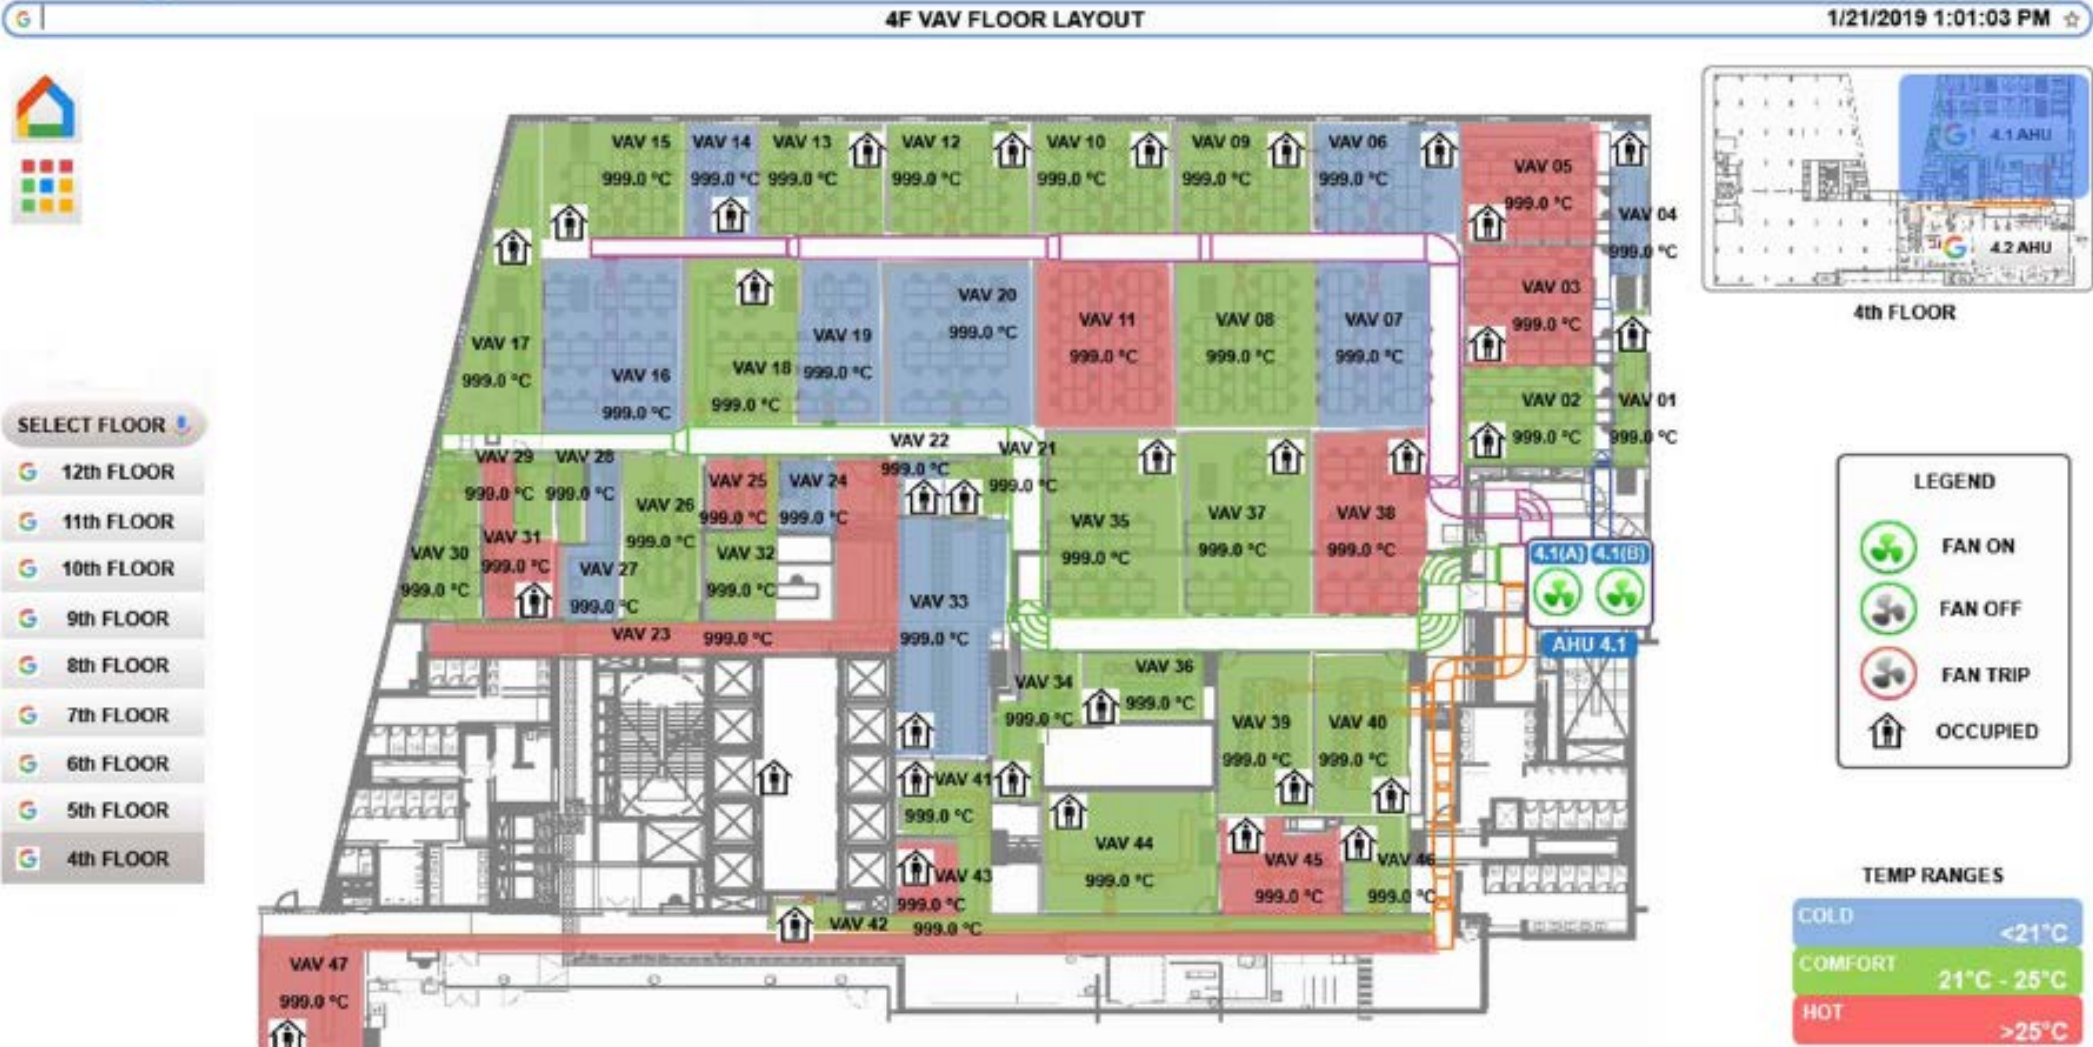 4F VAV FLOOR LAYOUT
1/21/2019 1:01:03 PM
4.1 AHU
4.2 AHU
4th FLOOR
SELECT FLOOR
12th FLOOR
11th FLOOR
10th FLOOR
9th FLOOR
8th FLOOR
7th FLOOR
6th FLOOR
5th FLOOR
4th FLOOR
VAV 15
999.0 °C
VAV 14
999.0 °C
VAV 13
999.0 °C
VAV 12
999.0 °C
VAV 10
999.0 °C
VAV 09
999.0 °C
VAV 06
999.0 °C
VAV 05
999.0 °C
VAV 04
999.0 °C
VAV 17
999.0 °C
VAV 16
999.0 °C
VAV 18
999.0 °C
VAV 19
999.0 °C
VAV 20
999.0 °C
VAV 11
999.0 °C
VAV 08
999.0 °C
VAV 07
999.0 °C
VAV 03
999.0 °C
VAV 02
999.0 °C
VAV 01
999.0 °C
VAV 22
999.0 °C
VAV 21
999.0 °C
VAV 29
999.0 °C
VAV 28
999.0 °C
VAV 26
999.0 °C
VAV 25
999.0 °C
VAV 24
999.0 °C
VAV 30
999.0 °C
VAV 31
999.0 °C
VAV 27
999.0 °C
VAV 32
999.0 °C
VAV 33
999.0 °C
VAV 35
999.0 °C
VAV 37
999.0 °C
VAV 38
999.0 °C
4.1(A) 4.1(B)
AHU 4.1
VAV 23 999.0 °C
VAV 34
999.0 °C
VAV 36
999.0 °C
VAV 39
999.0 °C
VAV 40
999.0 °C
VAV 41
999.0 °C
VAV 43
999.0 °C
VAV 44
999.0 °C
VAV 45
999.0 °C
VAV 46
999.0 °C
VAV 42 999.0 °C
VAV 47
999.0 °C
LEGEND
FAN ON
FAN OFF
FAN TRIP
OCCUPIED
TEMP RANGES
COLD
<21°C
COMFORT
21°C - 25°C
HOT
>25°C